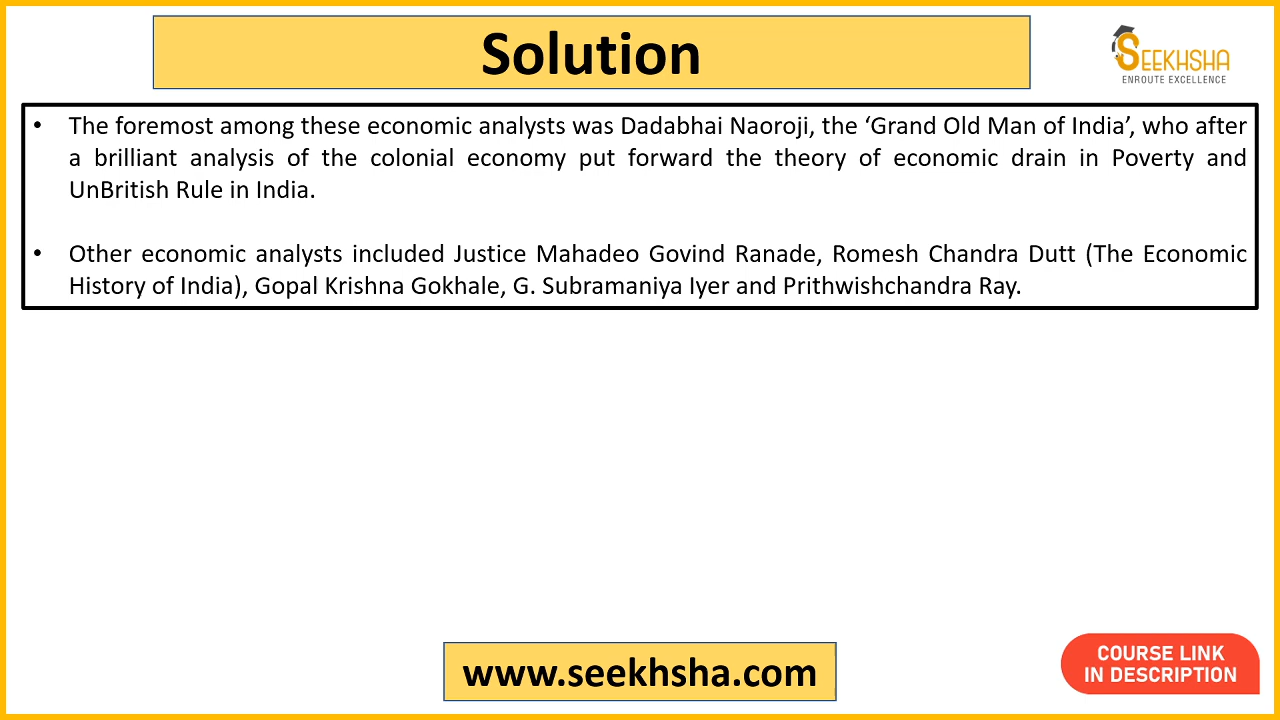 Solution
SEEKHSHA
ENROUTE EXCELLENCE
• The foremost among these economic analysts was Dadabhai Naoroji, the ‘Grand Old Man of India’, who after
a brilliant analysis of the colonial economy put forward the theory of economic drain in Poverty and
UnBritish Rule in India.
• Other economic analysts included Justice Mahadeo Govind Ranade, Romesh Chandra Dutt (The Economic
History of India), Gopal Krishna Gokhale, G. Subramaniya Iyer and Prithwishchandra Ray.
www.seekhsha.com
COURSE LINK
IN DESCRIPTION